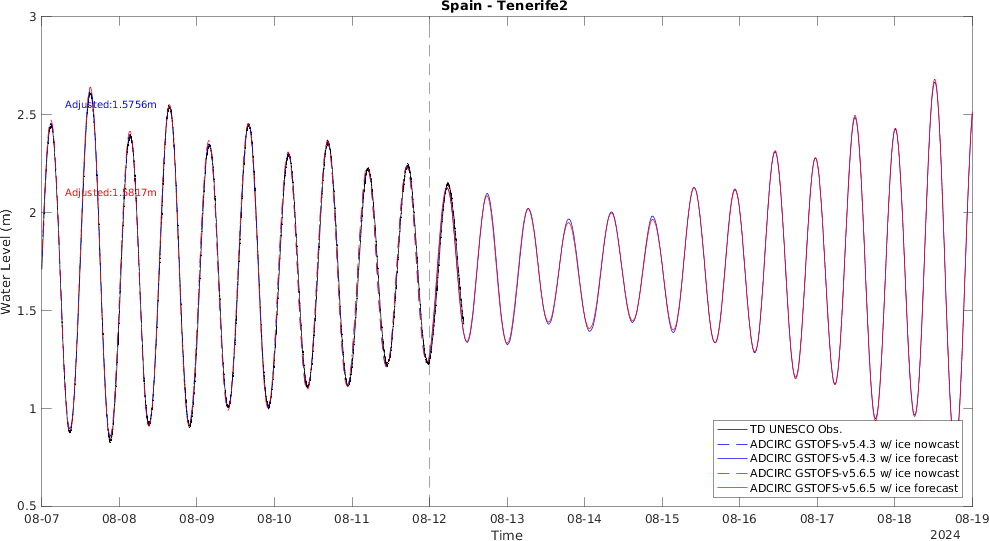 Spain - Tenerife2
3
2.5
2
1.5
1
0.5
Water Level (m)
Adjusted:1.5756m
Adjusted:1.5817m
TD UNESCO Obs.
ADCIRC GSTOFS-v5.4.3 w/ ice nowcast
ADCIRC GSTOFS-v5.4.3 w/ ice forecast
ADCIRC GSTOFS-v5.6.5 w/ ice nowcast
ADCIRC GSTOFS-v5.6.5 w/ ice forecast
08-07 08-08 08-09 08-10 08-11 08-12 08-13 08-14 08-15 08-16 08-17 08-18 08-19
Time
2024